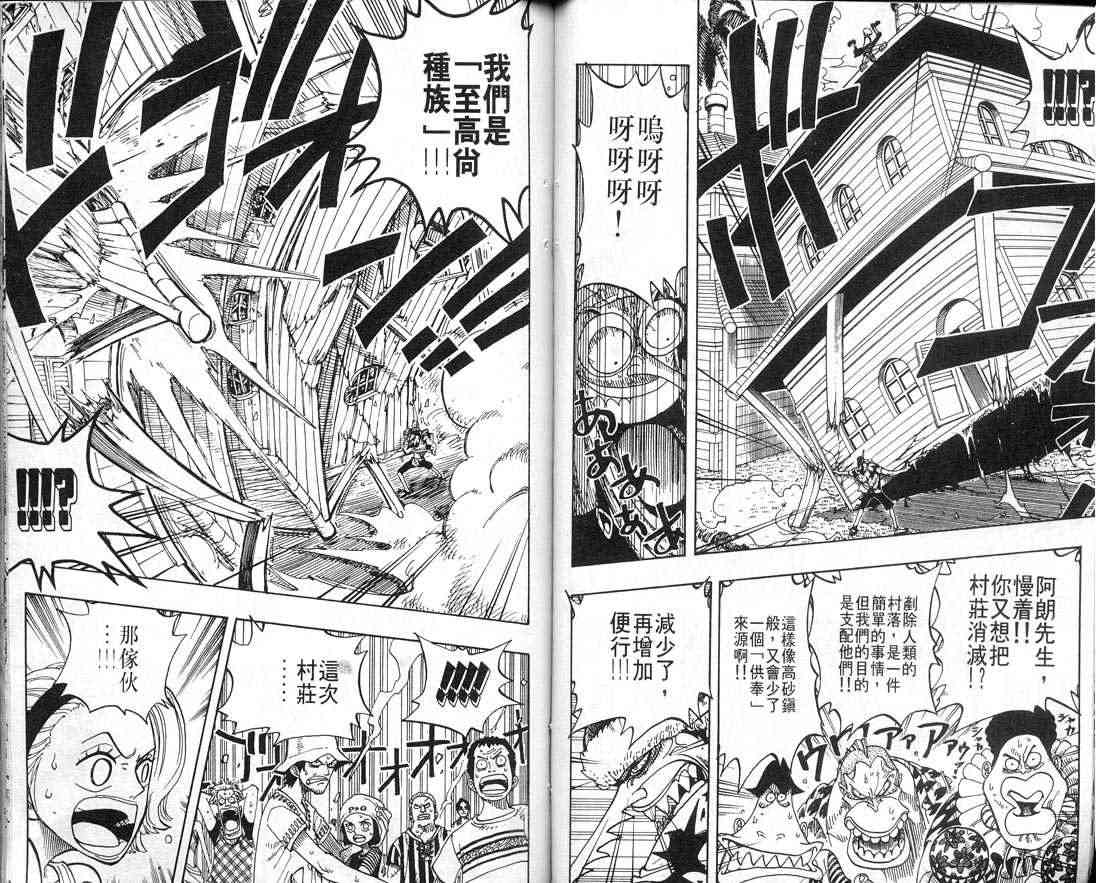 !!!?
嗚呀呀
呀呀呀！
ああああ
阿朗先生，
慢着!!
你又想把
村莊消滅!?
剷除人類的
村落，是一件
簡單的事情，
但我們的目的
是支配他們!!
這樣像高砂鎮
般，又會少了
一個「供奉」
來源啊!!
減少了，
再增加
便行!!!
我們是
「至高尚
種族」!!!
!!!?
!!!!!
這次
村莊
……
那傢伙
!!!!